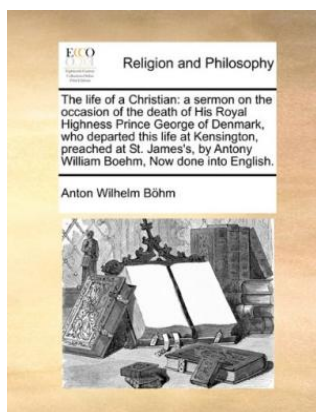 ECCO
Religion and Philosophy
The life of a Christian: a sermon on the
occasion of the death of His Royal
Highness Prince George of Denmark,
who departed this life at Kensington,
preached at St. James's, by Antony
William Boehm, Now done into English.
Anton Wilhelm Böhm